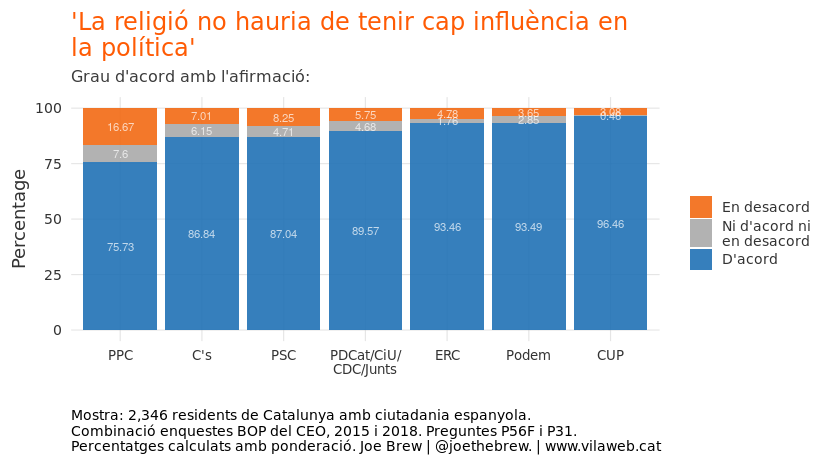 'La religió no hauria de tenir cap influència en
la política'
Grau d'acord amb l'afirmació:
Percentage
100
75
50
25
0
16.67
7.6
75.73
7.01
6.15
86.84
8.25
4.71
87.04
5.75
4.68
89.57
4.78
1.76
93.46
3.65
2.85
93.49
3.08
0.46
96.46
PPC
C's
PSC
PDCat/CiU/
CDC/Junts
ERC
Podem
CUP
En desacord
Ni d'acord ni
en desacord
D'acord
Mostra: 2,346 residents de Catalunya amb ciutadania espanyola.
Combinació enquestes BOP del CEO, 2015 i 2018. Preguntes P56F i P31.
Percentatges calculats amb ponderació. Joe Brew | @joethebrew. | www.vilaweb.cat